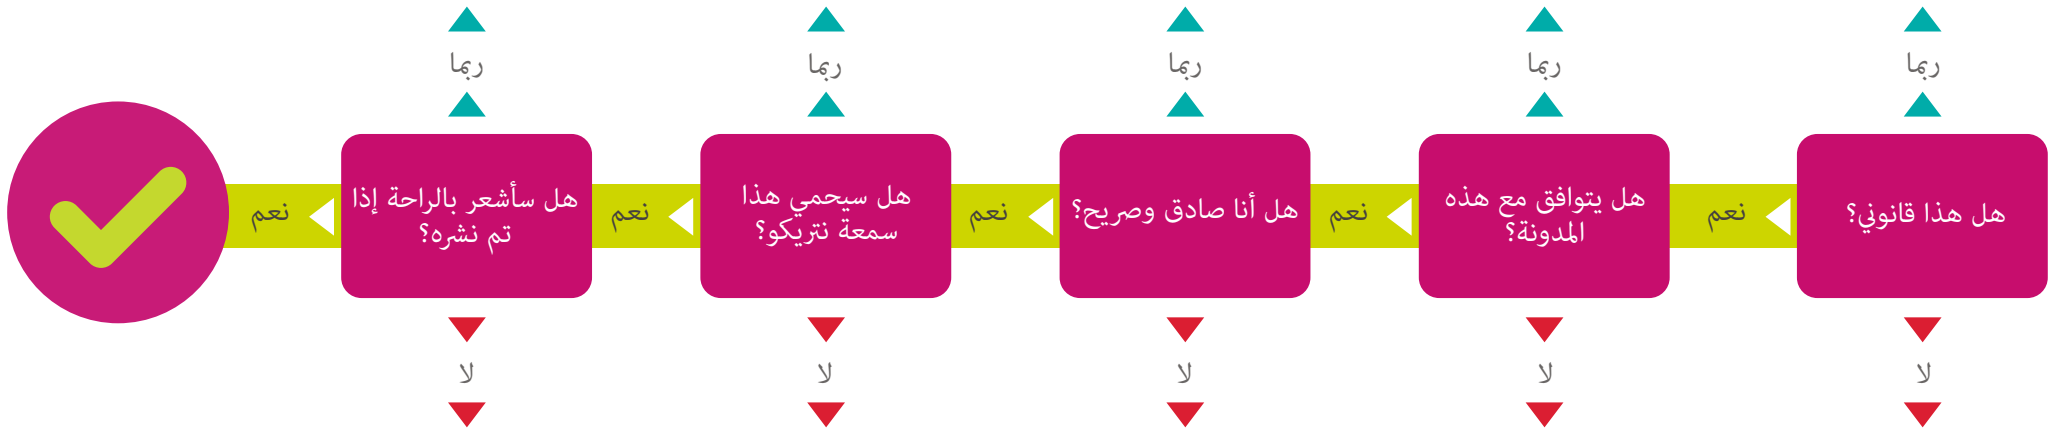 ربما
ربما
ربما
ربما
ربما
هل هذا قانوني؟
نعم
هل يتوافق مع هذه
المدونة؟
نعم
هل أنا صادق وصريح؟
نعم
هل سيحمي هذا
سمعة نتريكو؟
نعم
هل سأشعر بالراحة إذا
تم نشره؟
نعم
لا
لا
لا
لا
لا